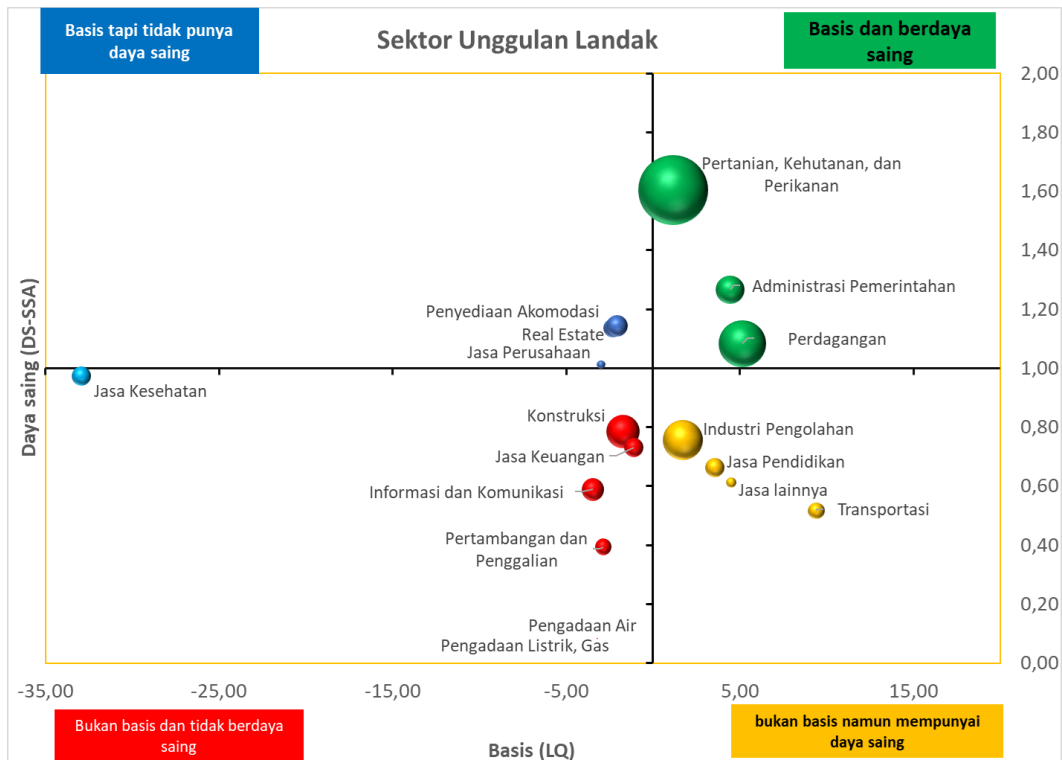 Basis tapi tidak punya
daya saing
Sektor Unggulan Landak
Basis dan berdaya
saing
2,00
1,80
Pertanian, Kehutanan, dan
Perikanan
1,60
1,40
Administrasi Pemerintahan
Penyediaan Akomodasi
1,20
Real Estate
Perdagangan
Jasa Perusahaan
1,00
Jasa Kesehatan
Daya saing (DS-SSA)
Konstruksi
Industri Pengolahan
0,80
Jasa Keuangan
Jasa Pendidikan
Informasi dan Komunikasi
Jasa lainnya
0,60
Transportasi
Pertambangan dan
Penggalian
0,40
0,20
Pengadaan Air
Pengadaan Listrik, Gas
0,00
-35,00
-25,00
-15,00
-5,00
5,00
15,00
Bukan basis dan tidak berdaya
saing
Basis (LQ)
bukan basis namun mempunyai
daya saing